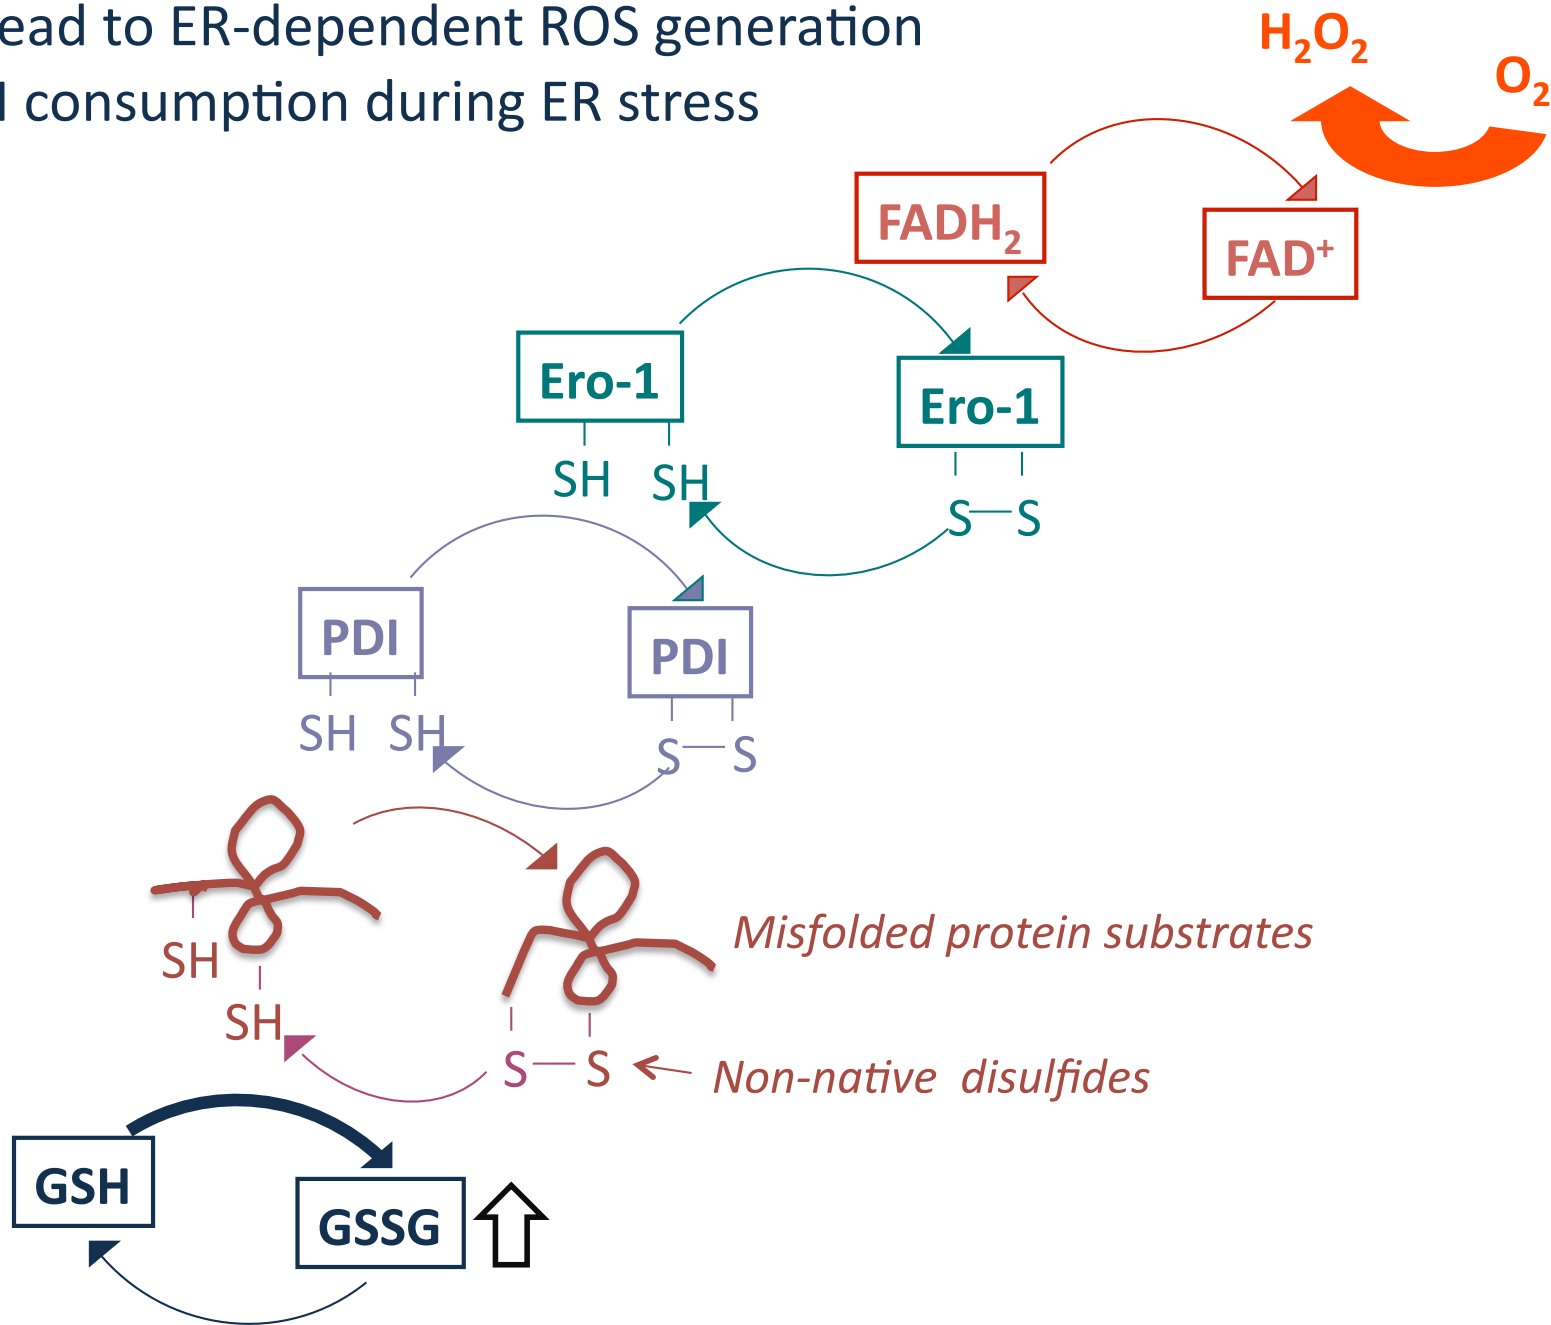 to ER-dependent ROS generation
consumption during ER stress
H₂O₂
O₂
FADH₂
FAD⁺
Ero-1
Ero-1
SH SH
S S
PDI
PDI
SH SH
S S
Misfolded protein substrates
SH
SH
S S
Non-native disulfides
GSH
GSSG